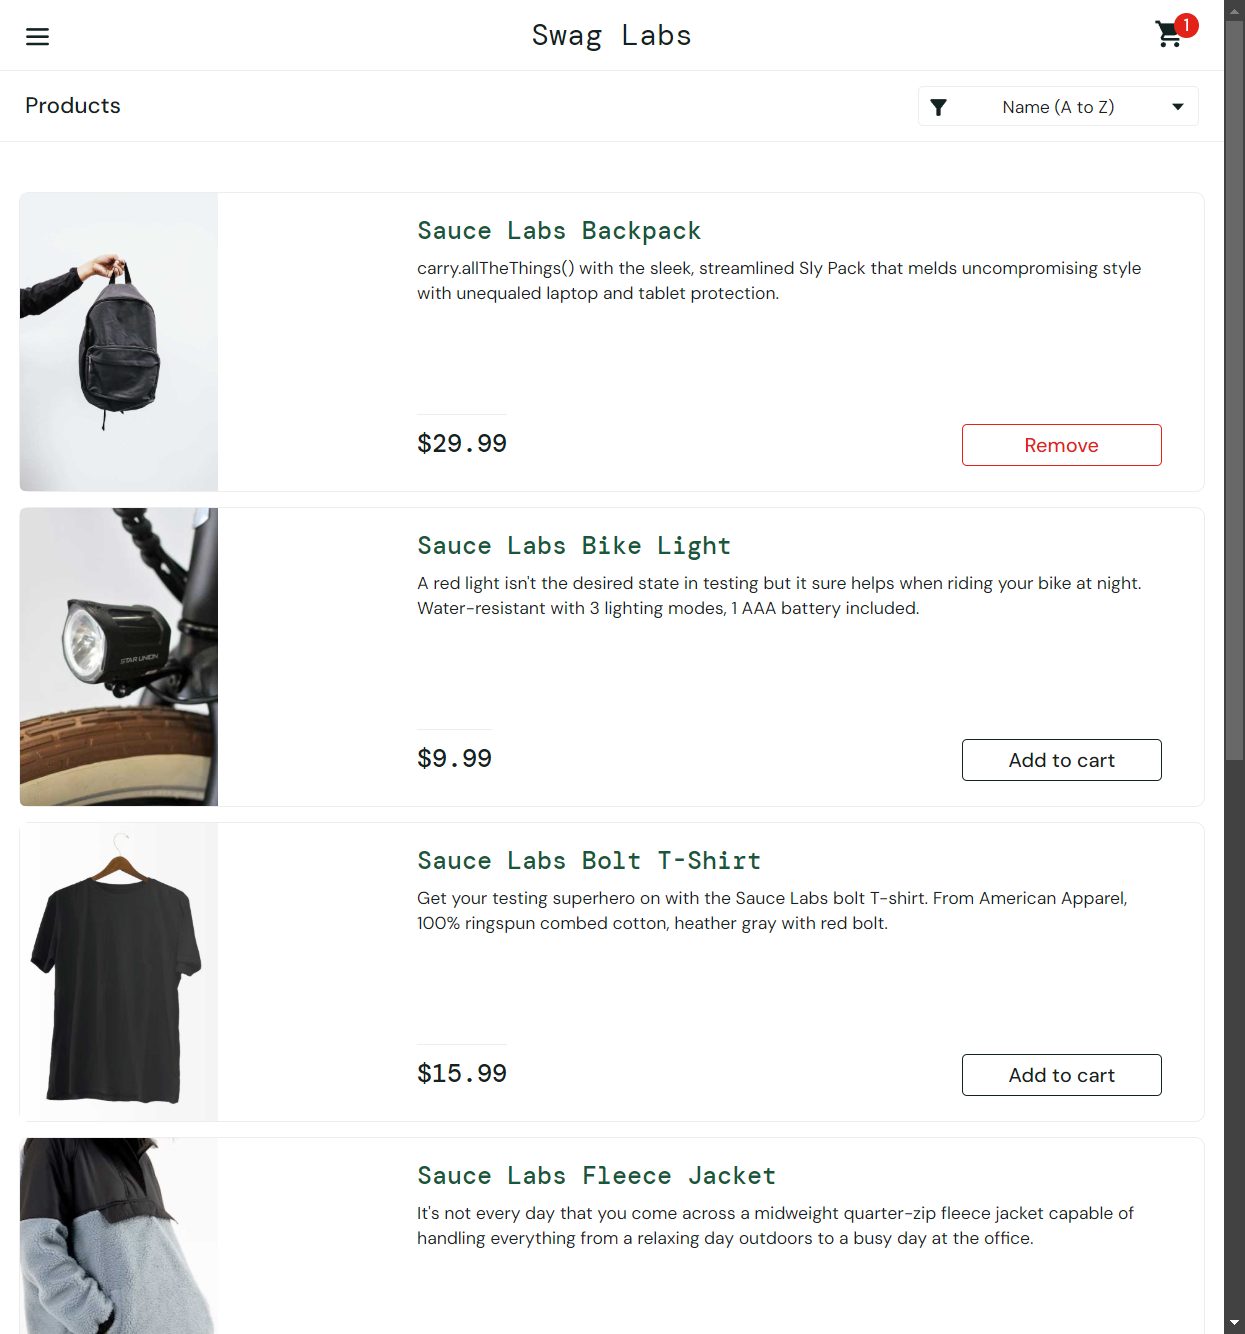 Swag Labs
1
Products
Name (A to Z)
Sauce Labs Backpack
carry.allTheThings() with the sleek, streamlined Sly Pack that melds uncompromising style
with unequaled laptop and tablet protection.
$29.99
Remove
Sauce Labs Bike Light
A red light isn't the desired state in testing but it sure helps when riding your bike at night.
Water-resistant with 3 lighting modes, 1 AAA battery included.
STAR UNION
$9.99
Add to cart
Sauce Labs Bolt T-Shirt
Get your testing superhero on with the Sauce Labs bolt T-shirt. From American Apparel,
100% ringspun combed cotton, heather gray with red bolt.
$15.99
Add to cart
Sauce Labs Fleece Jacket
It's not every day that you come across a midweight quarter-zip fleece jacket capable of
handling everything from a relaxing day outdoors to a busy day at the office.